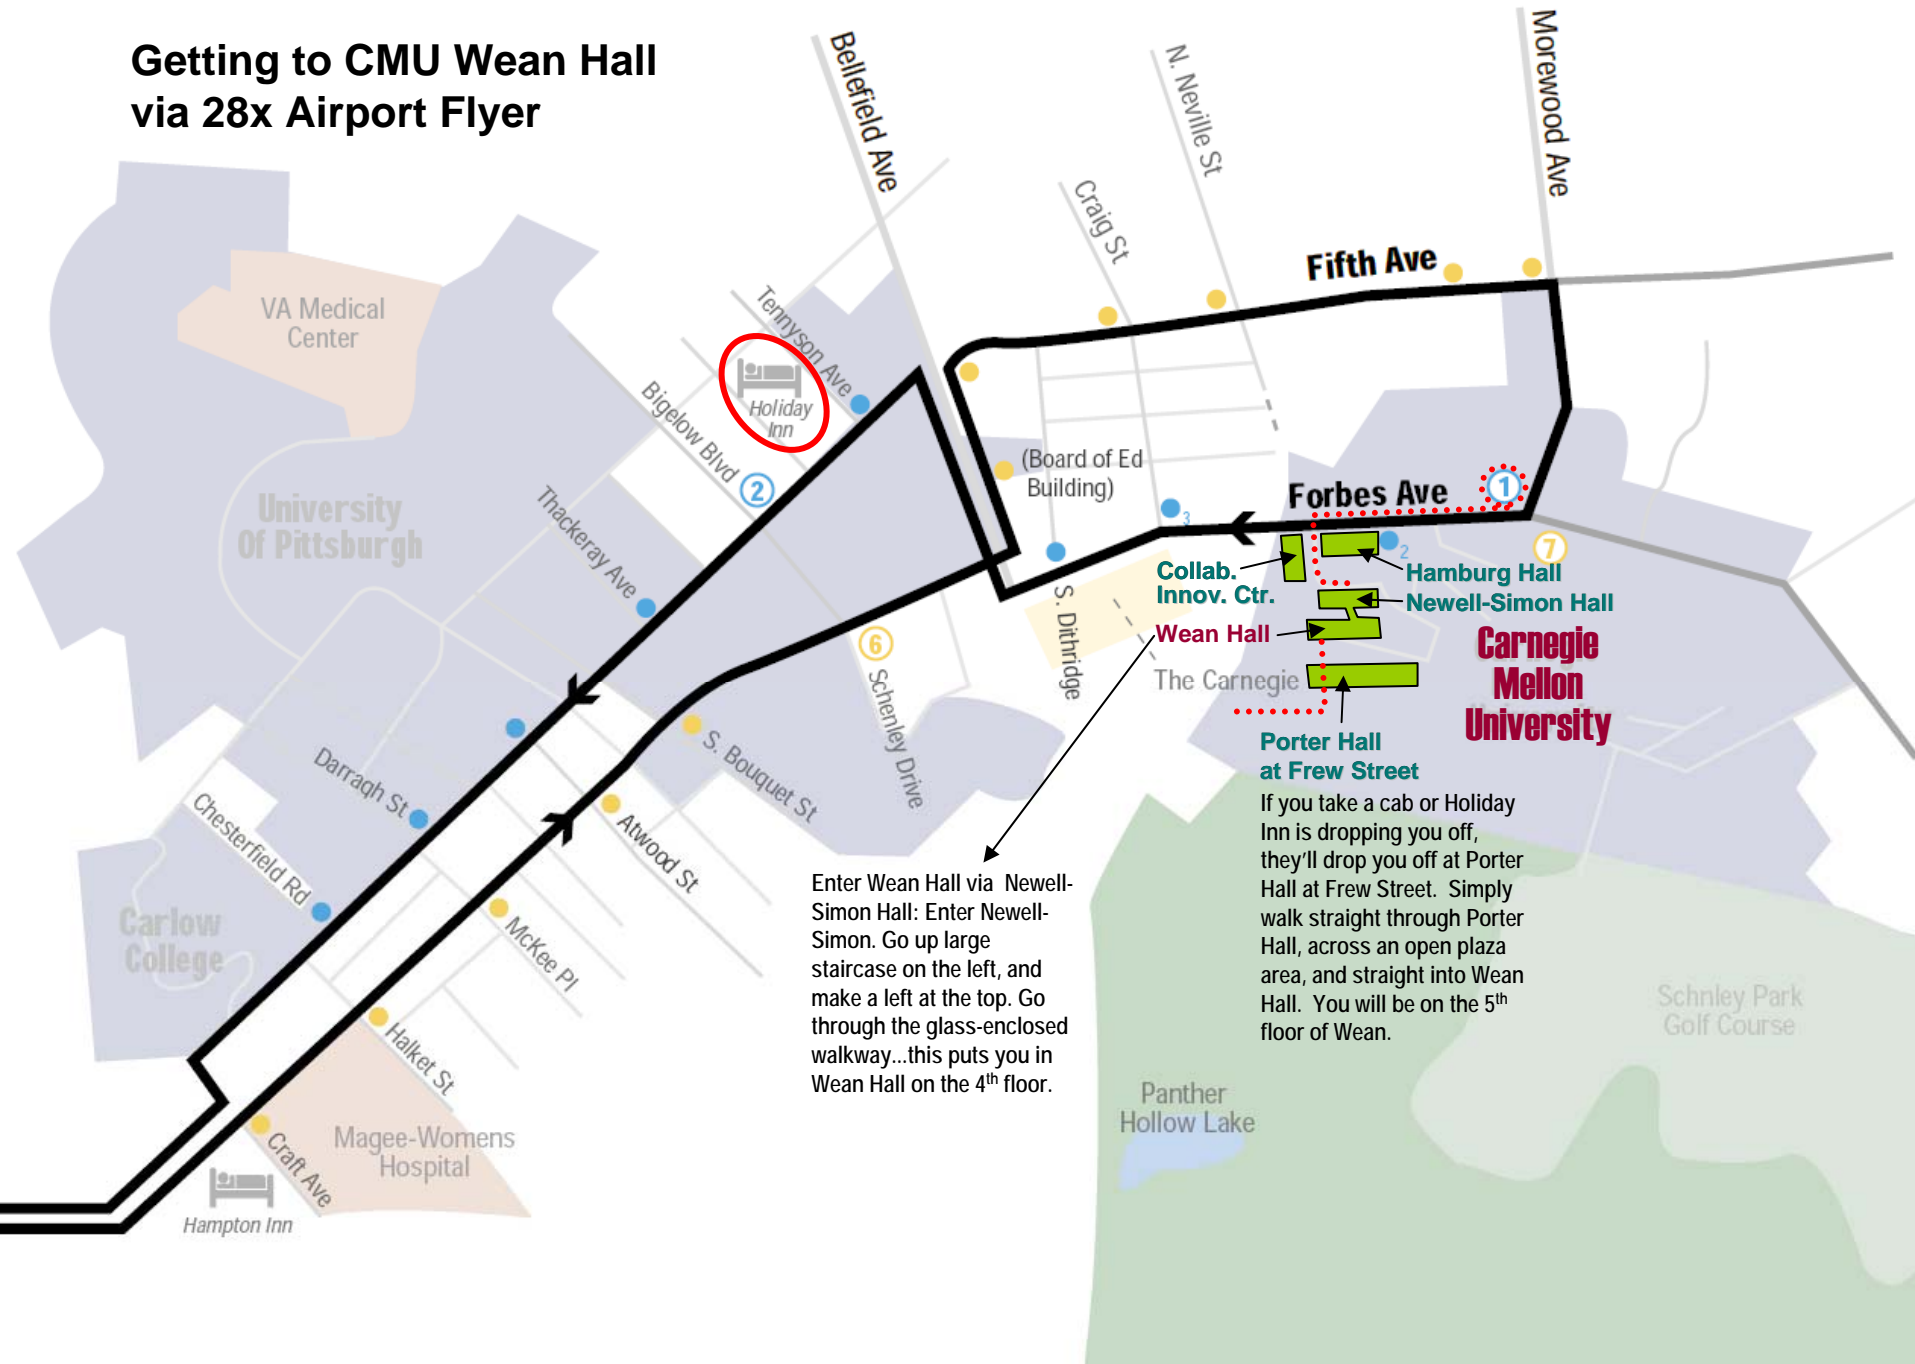 Getting to CMU Wean Hall
via 28x Airport Flyer
Bellefield Ave
N. Neville St
Morewood Ave
Craig St
Fifth Ave
VA Medical
Center
Tennyson Ave
Holiday
Inn
Bigelow Blvd
2
(Board of Ed
Building)
Forbes Ave
1
University
Of Pittsburgh
Thackeray Ave
3
2
7
Collab.
Innov. Ctr.
Hamburg Hall
Newell-Simon Hall
Wean Hall
S. Dithridge
6
Schenley Drive
The Carnegie
Carnegie
Mellon
University
Porter Hall
at Frew Street
S. Bouquet St
Darragh St
Chesterfield Rd
Atwood St
If you take a cab or Holiday
Inn is dropping you off,
they'll drop you off at Porter
Hall at Frew Street. Simply
walk straight through Porter
Hall, across an open plaza
area, and straight into Wean
Hall. You will be on the 5th
floor of Wean.
Enter Wean Hall via Newell-
Simon Hall: Enter Newell-
Simon. Go up large
staircase on the left, and
make a left at the top. Go
through the glass-enclosed
walkway...this puts you in
Wean Hall on the 4th floor.
Carlow
College
McKee Pl
Schnley Park
Golf Course
Halket St
Panther
Hollow Lake
Magee-Womens
Hospital
Craft Ave
Hampton Inn